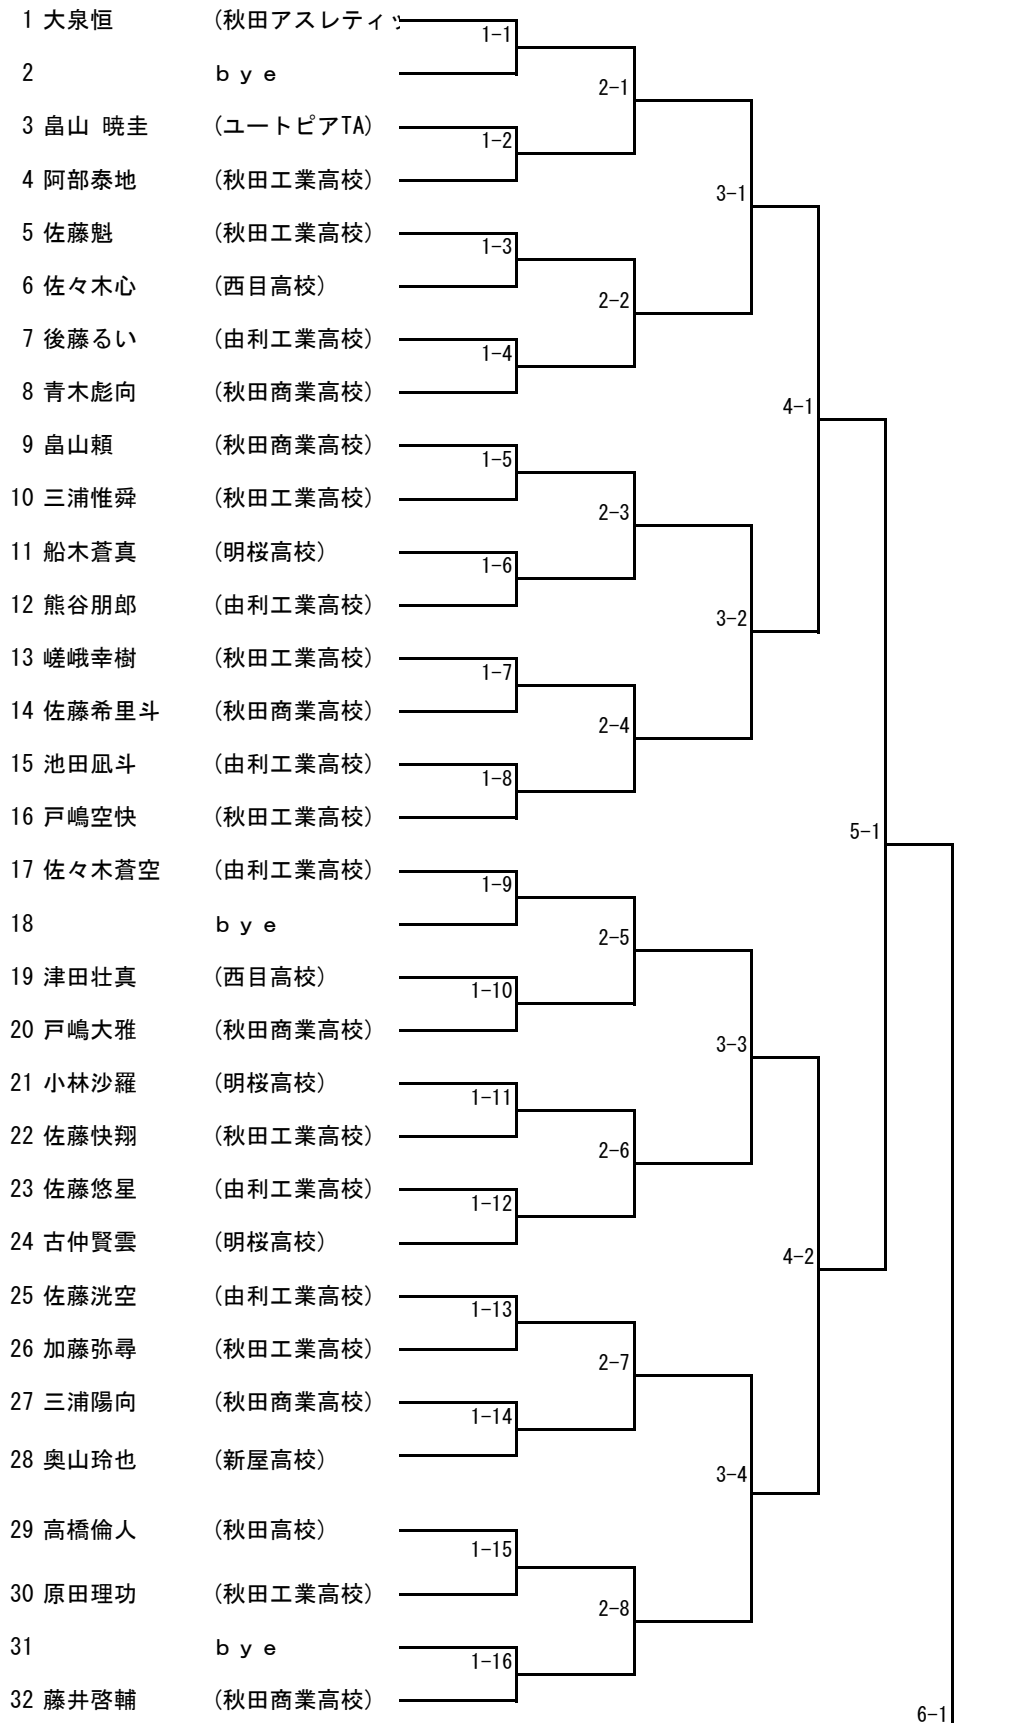 1 大泉恒 (秋田アスレティッ
1-1
2 ｂｙｅ
2-1
3 畠山 暁圭 (ユートピアTA)
1-2
4 阿部泰地 (秋田工業高校)
3-1
5 佐藤魁 (秋田工業高校)
1-3
6 佐々木心 (西目高校)
2-2
7 後藤るい (由利工業高校)
1-4
8 青木彪向 (秋田商業高校)
4-1
9 畠山頼 (秋田商業高校)
1-5
10 三浦惟舜 (秋田工業高校)
2-3
11 船木蒼真 (明桜高校)
1-6
12 熊谷朋郎 (由利工業高校)
3-2
13 嵯峨幸樹 (秋田工業高校)
1-7
14 佐藤希里斗 (秋田商業高校)
2-4
15 池田凪斗 (由利工業高校)
1-8
16 戸嶋空快 (秋田工業高校)
5-1
17 佐々木蒼空 (由利工業高校)
1-9
18 ｂｙｅ
2-5
19 津田壮真 (西目高校)
1-10
20 戸嶋大雅 (秋田商業高校)
3-3
21 小林沙羅 (明桜高校)
1-11
22 佐藤快翔 (秋田工業高校)
2-6
23 佐藤悠星 (由利工業高校)
1-12
24 古仲賢雲 (明桜高校)
4-2
25 佐藤洸空 (由利工業高校)
1-13
26 加藤弥尋 (秋田工業高校)
2-7
27 三浦陽向 (秋田商業高校)
1-14
28 奥山玲也 (新屋高校)
3-4
29 高橋倫人 (秋田高校)
1-15
30 原田理功 (秋田工業高校)
2-8
31 ｂｙｅ
1-16
32 藤井啓輔 (秋田商業高校)
6-1